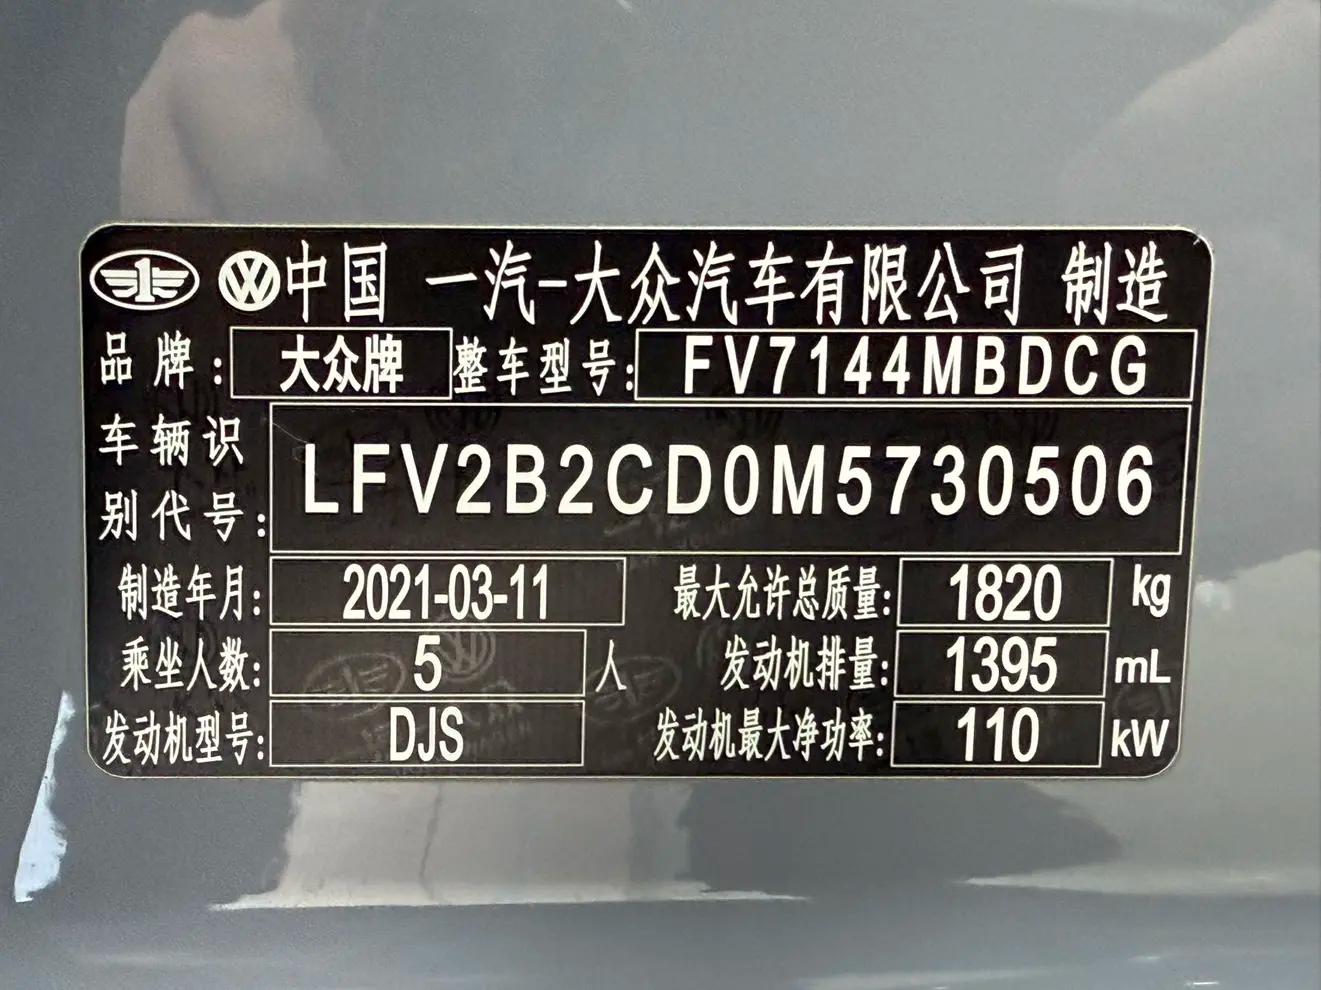 中国 一汽-大众汽车有限公司 制造
品牌: 大众牌 整车型号: FV7144MBDCG
车辆识别代号: LFV2B2CD0M5730506
制造年月: 2021-03-11 最大允许总质量: 1820 kg
乘坐人数: 5 人 发动机排量: 1395 mL
发动机型号: DJS 发动机最大净功率: 110 kW